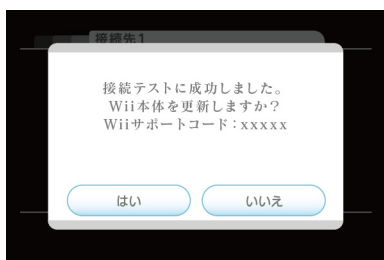 接続先1
接続テストに成功しました。
Wii本体を更新しますか？
Wiiサポートコード：xxxxx
はい
いいえ